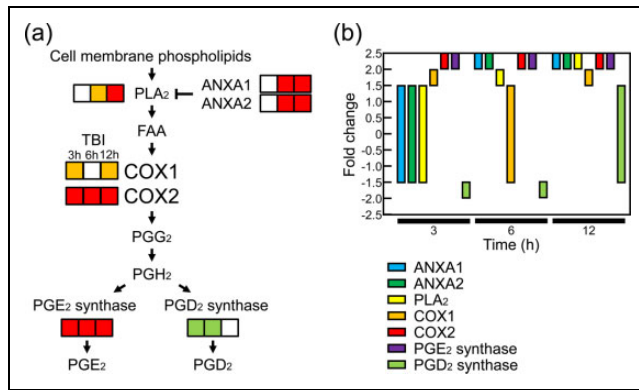 (a)
Cell membrane phospholipids
PLA2
ANXA1
ANXA2
FAA
TBI
3h 6h 12h
COX1
COX2
PGG2
PGH2
PGE2 synthase
PGD2 synthase
PGE2
PGD2
(b)
Fold change
2.5
2.0
1.5
1.0
0.5
0
-0.5
-1.0
-1.5
-2.0
-2.5
3
6
12
Time (h)
ANXA1
ANXA2
PLA2
COX1
COX2
PGE2 synthase
PGD2 synthase